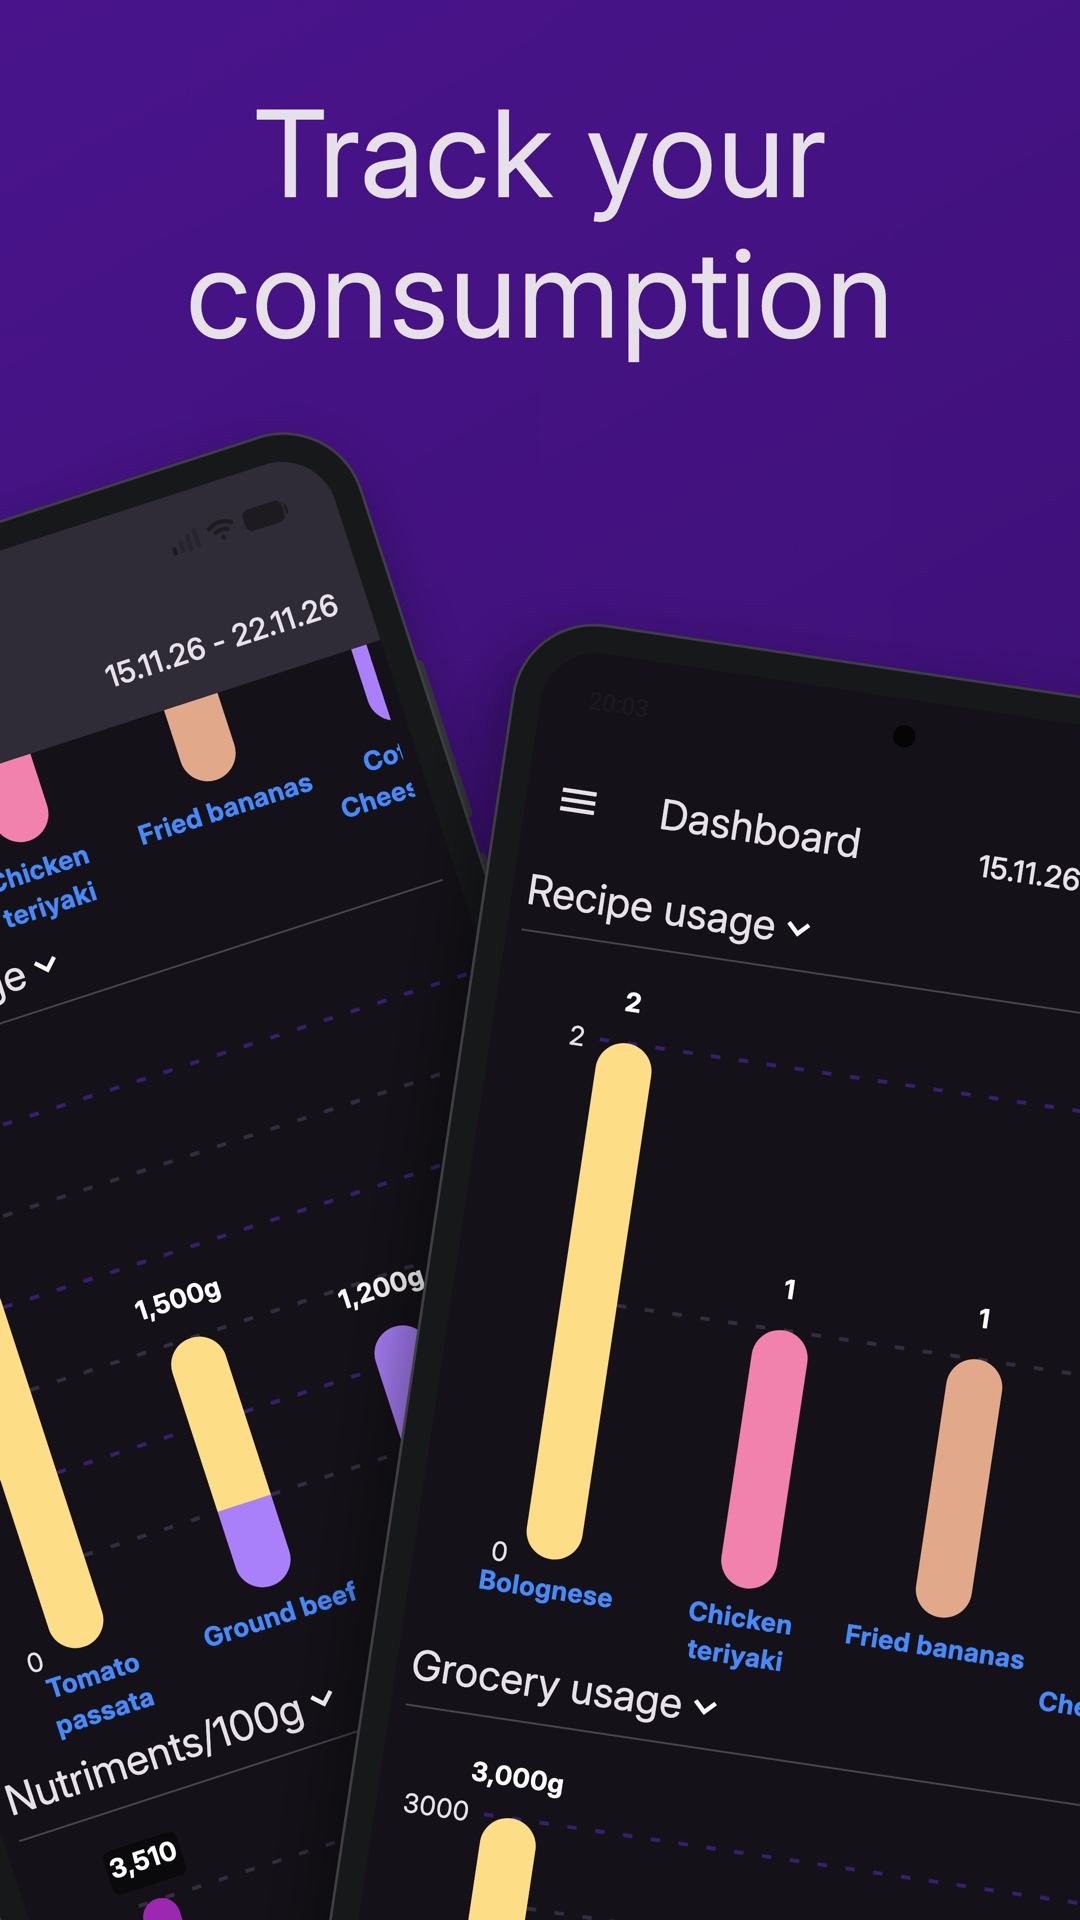 Track your
consumption
15.11.26 - 22.11.26
Fried bananas
Chicken
teriyaki
1,500g
1,200g
0
Tomato
passata
Ground beef
Nutriments/100g
3,510
20:03
Dashboard
15.11.26
Recipe usage
2
2
1
1
0
Bolognese
Chicken
teriyaki
Fried bananas
Grocery usage
3,000g
3000